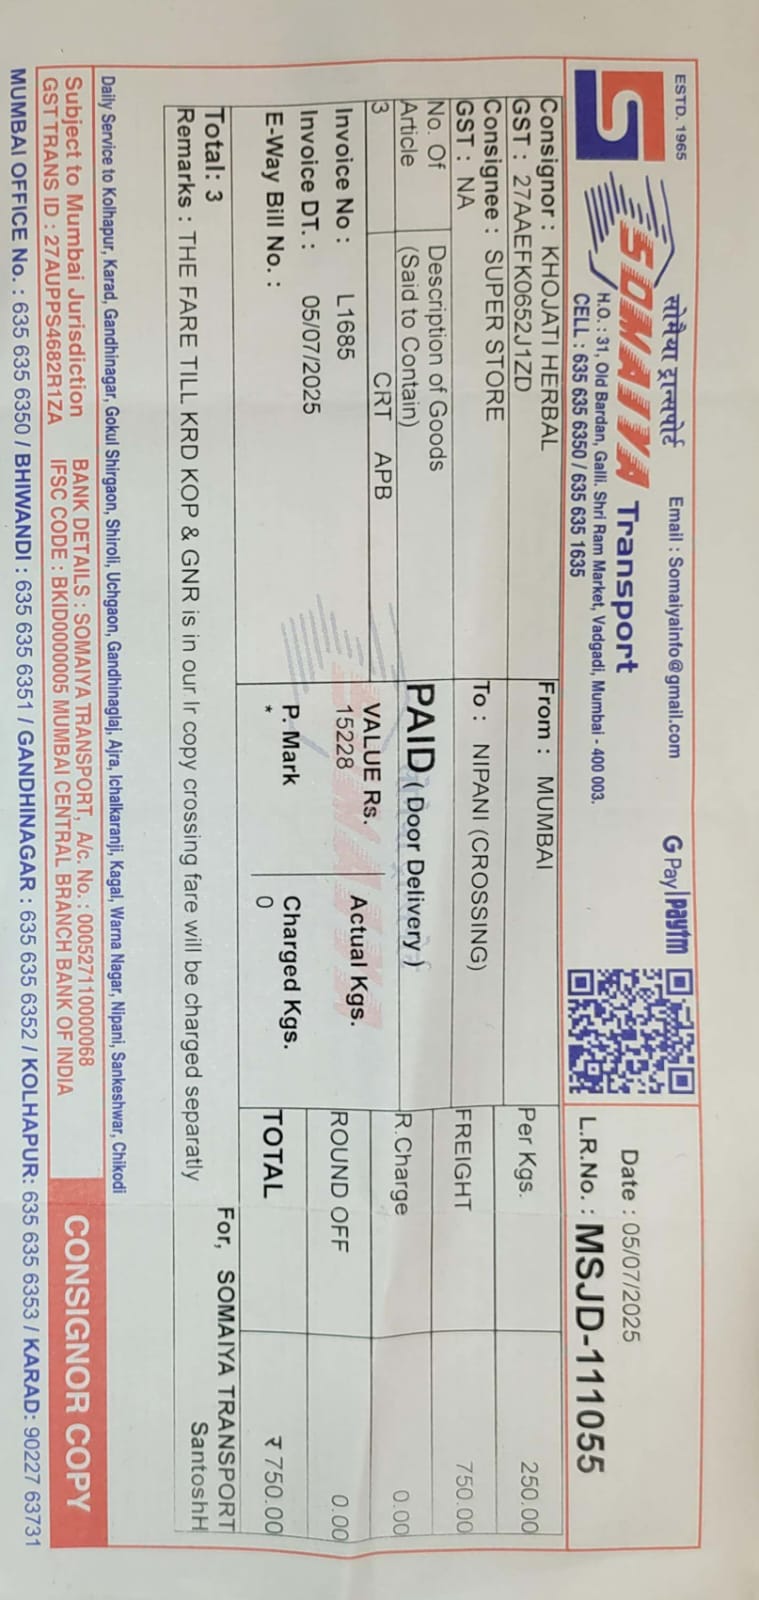 ESTD. 1965
सोमैया ट्रान्सपोर्ट
Email : Somaiyainfo@gmail.com
G Pay | paytm
SOMAIYA Transport
H.O. : 31, Old Bardan, Galli. Shri Ram Market, Vadgadi, Mumbai - 400 003.
CELL : 635 635 6350 / 635 635 1635
Date : 05/07/2025
L.R.No. : MSJD-111055
Consignor : KHOJATI HERBAL
GST : 27AAEFK0652J1ZD
From : MUMBAI
Per Kgs. 250.00
Consignee : SUPER STORE
GST : NA
To : NIPANI (CROSSING)
FREIGHT 750.00
No. Of Article
Description of Goods
(Said to Contain)
PAID ( Door Delivery )
R.Charge 0.00
3 CRT APB
VALUE Rs. Actual Kgs.
15228
ROUND OFF 0.00
Invoice No : L1685
Invoice DT. : 05/07/2025
E-Way Bill No. :
P. Mark Charged Kgs.
* 0
TOTAL ₹ 750.00
Total: 3
Remarks : THE FARE TILL KRD KOP & GNR is in our lr copy crossing fare will be charged separatly
For, SOMAIYA TRANSPORT
SantoshH
Daily Service to Kolhapur, Karad, Gandhinagar, Gokul Shirgaon, Shiroli, Uchgaon, Gandhinaglaj, Ajra, Ichalkaranji, Kagal, Warna Nagar, Nipani, Sankeshwar, Chikodi
Subject to Mumbai Jurisdiction
GST TRANS ID : 27AUPPS4682R1ZA
BANK DETAILS : SOMAIYA TRANSPORT, A/c. No. : 000527110000068
IFSC CODE : BKID0000005 MUMBAI CENTRAL BRANCH BANK OF INDIA
CONSIGNOR COPY
MUMBAI OFFICE No. : 635 635 6350 / BHIWANDI : 635 635 6351 / GANDHINAGAR : 635 635 6352 / KOLHAPUR: 635 635 6353 / KARAD: 90227 63731